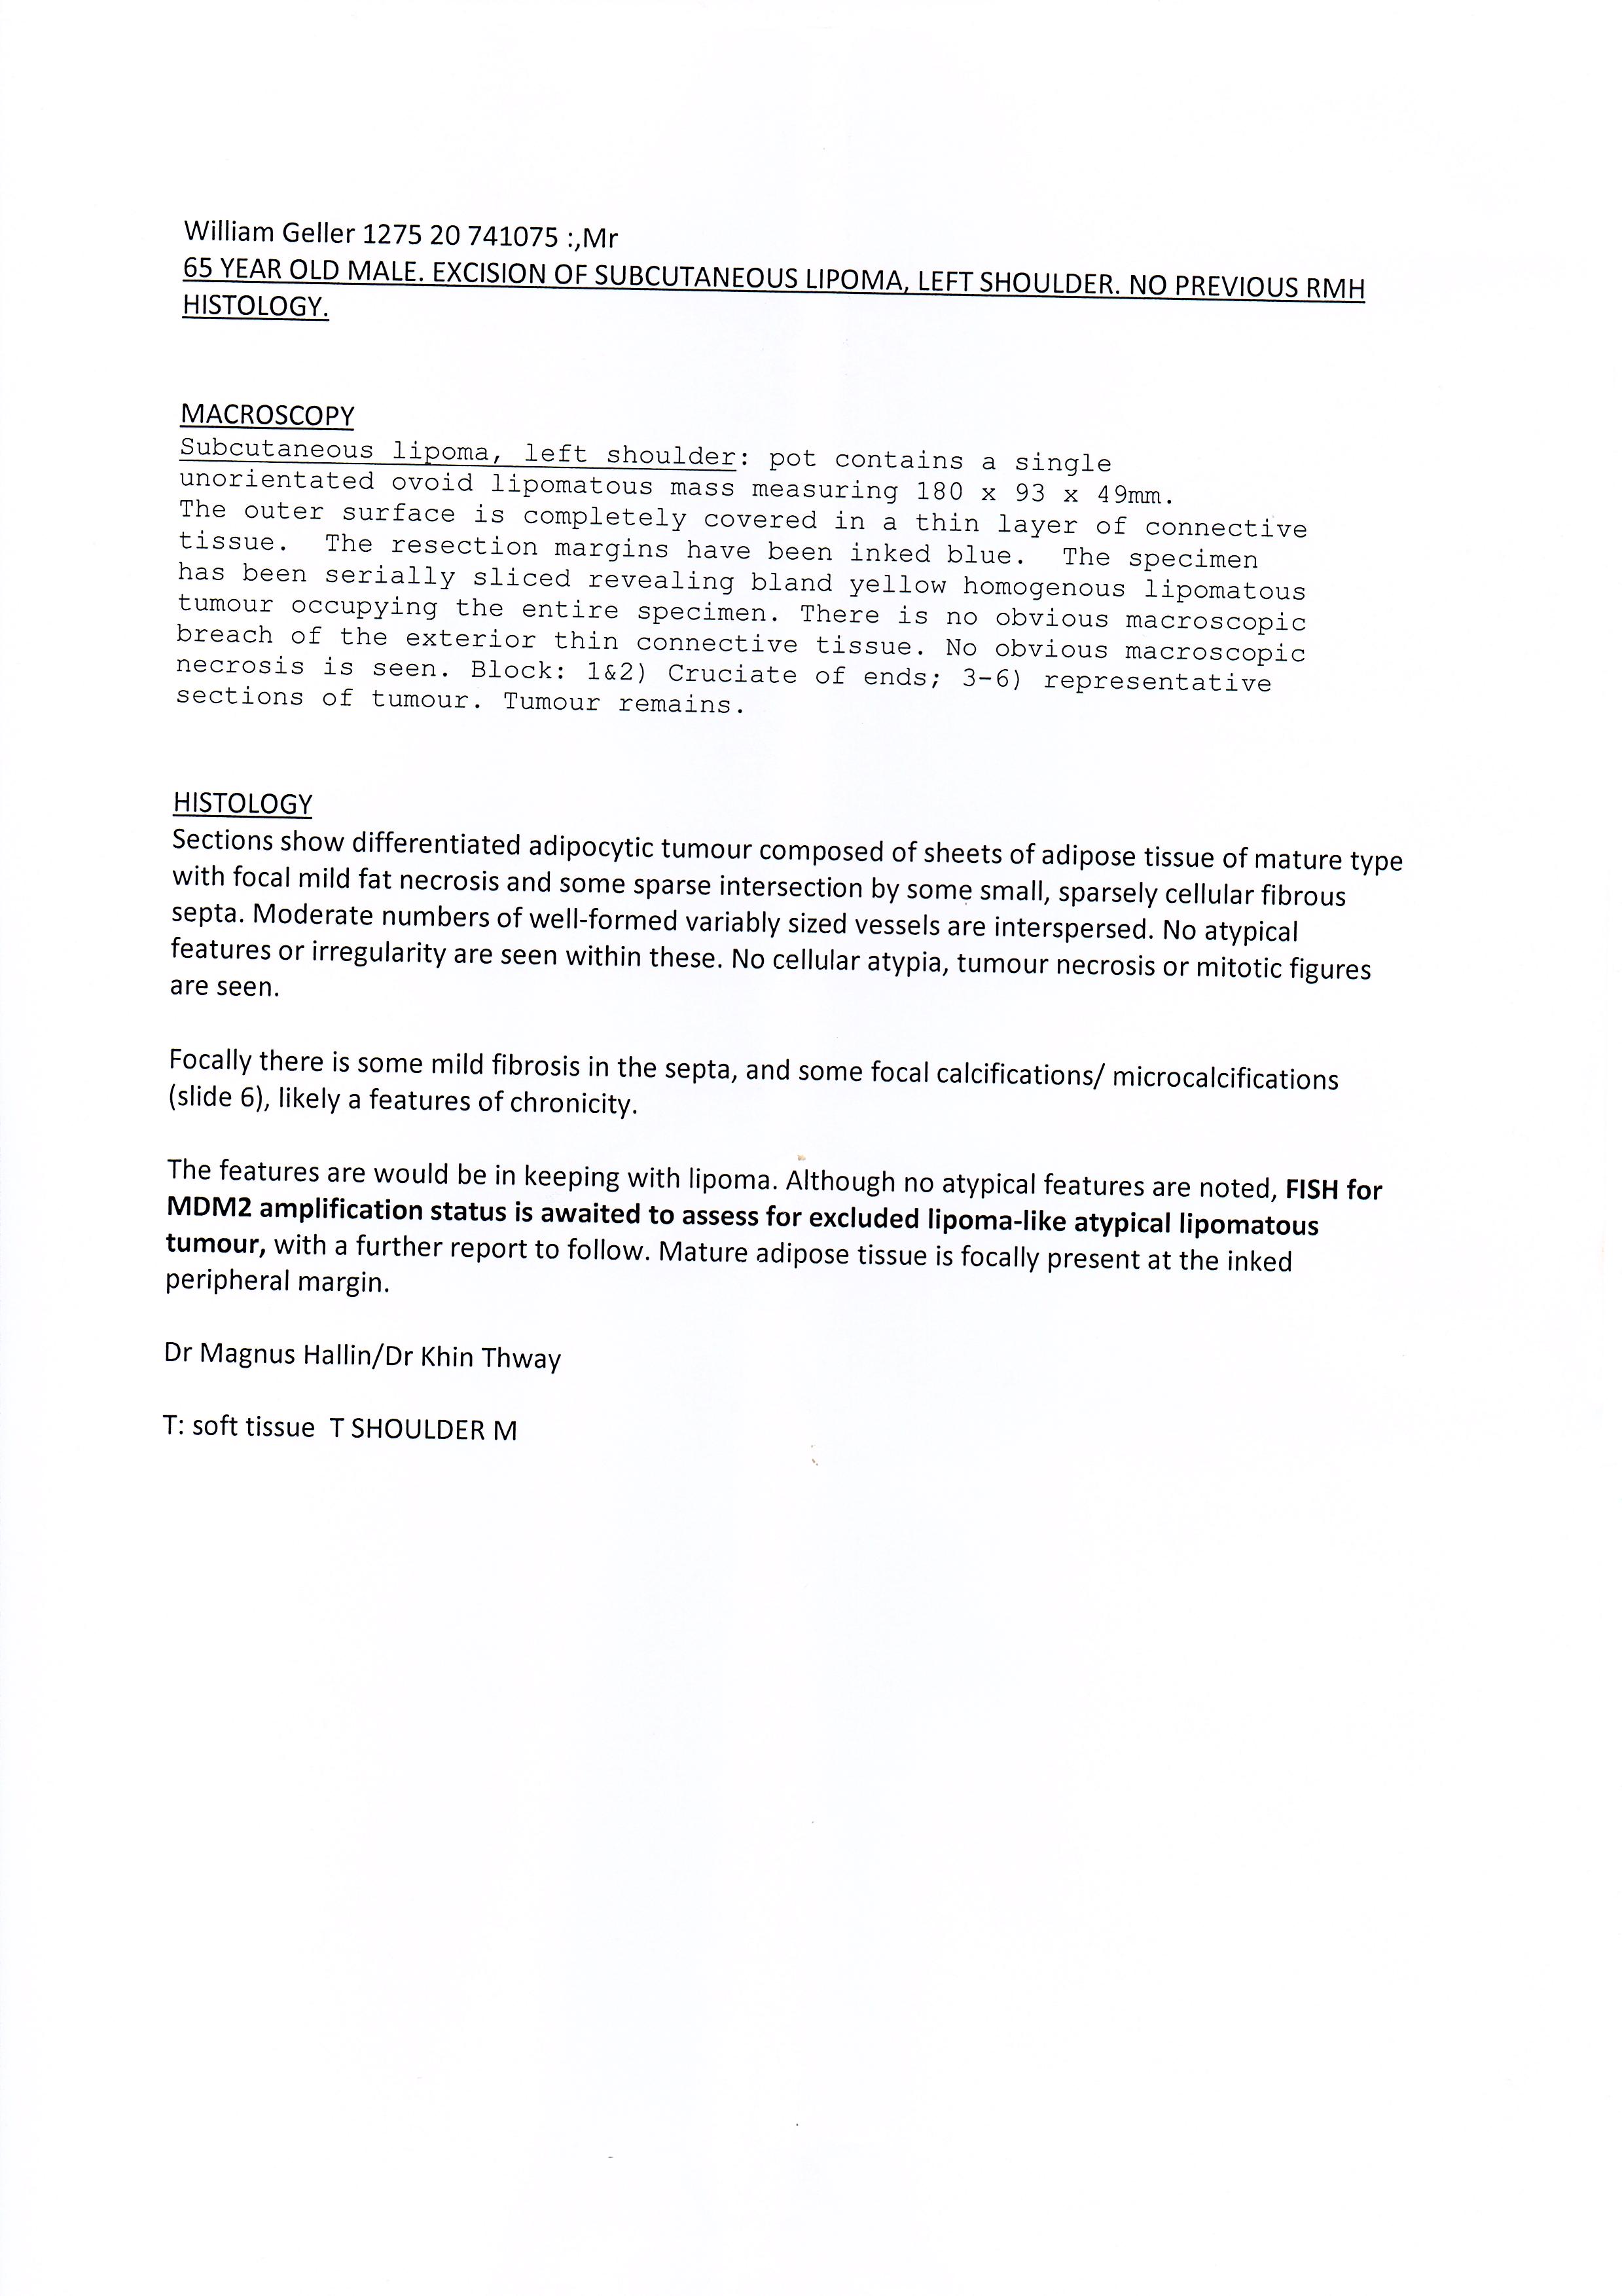 William Geller 1275 20 741075 :,Mr
65 YEAR OLD MALE. EXCISION OF SUBCUTANEOUS LIPOMA, LEFT SHOULDER. NO PREVIOUS RMH
HISTOLOGY.
MACROSCOPY
Subcutaneous lipoma, left shoulder: pot contains a single
unorientated ovoid lipomatous mass measuring 180 x 93 x 49mm.
The outer surface is completely covered in a thin layer of connective
tissue. The resection margins have been inked blue. The specimen
has been serially sliced revealing bland yellow homogenous lipomatous
tumour occupying the entire specimen. There is no obvious macroscopic
breach of the exterior thin connective tissue. No obvious macroscopic
necrosis is seen. Block: 1&2) Cruciate of ends; 3-6) representative
sections of tumour. Tumour remains.
HISTOLOGY
Sections show differentiated adipocytic tumour composed of sheets of adipose tissue of mature type
with focal mild fat necrosis and some sparse intersection by some small, sparsely cellular fibrous
septa. Moderate numbers of well-formed variably sized vessels are interspersed. No atypical
features or irregularity are seen within these. No cellular atypia, tumour necrosis or mitotic figures
are seen.
Focally there is some mild fibrosis in the septa, and some focal calcifications/ microcalcifications
(slide 6), likely a features of chronicity.
The features are would be in keeping with lipoma. Although no atypical features are noted, FISH for
MDM2 amplification status is awaited to assess for excluded lipoma-like atypical lipomatous
tumour, with a further report to follow. Mature adipose tissue is focally present at the inked
peripheral margin.
Dr Magnus Hallin/Dr Khin Thway
T: soft tissue T SHOULDER M